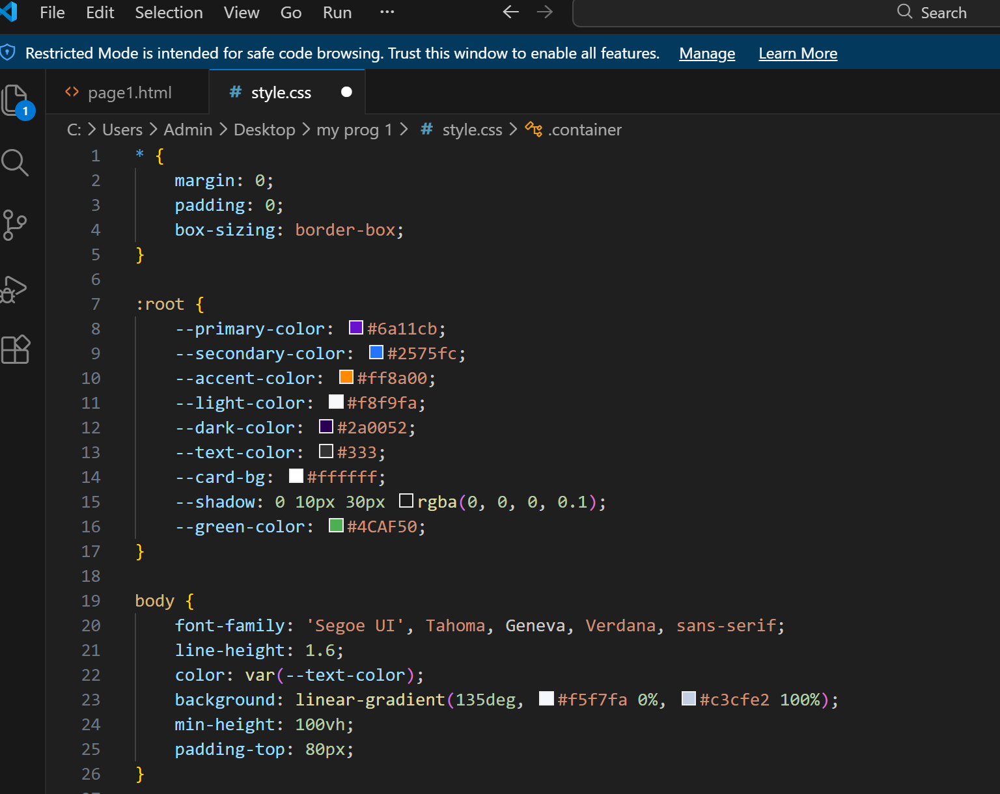 File Edit Selection View Go Run ··· Search
Restricted Mode is intended for safe code browsing. Trust this window to enable all features. Manage Learn More
page1.html style.css
1
C: > Users > Admin > Desktop > my prog 1 > # style.css > .container
1 * {
2     margin: 0;
3     padding: 0;
4     box-sizing: border-box;
5 }
6
7 :root {
8     --primary-color: #6a11cb;
9     --secondary-color: #2575fc;
10     --accent-color: #ff8a00;
11     --light-color: #f8f9fa;
12     --dark-color: #2a0052;
13     --text-color: #333;
14     --card-bg: #ffffff;
15     --shadow: 0 10px 30px rgba(0, 0, 0, 0.1);
16     --green-color: #4CAF50;
17 }
18
19 body {
20     font-family: 'Segoe UI', Tahoma, Geneva, Verdana, sans-serif;
21     line-height: 1.6;
22     color: var(--text-color);
23     background: linear-gradient(135deg, #f5f7fa 0%, #c3cfe2 100%);
24     min-height: 100vh;
25     padding-top: 80px;
26 }